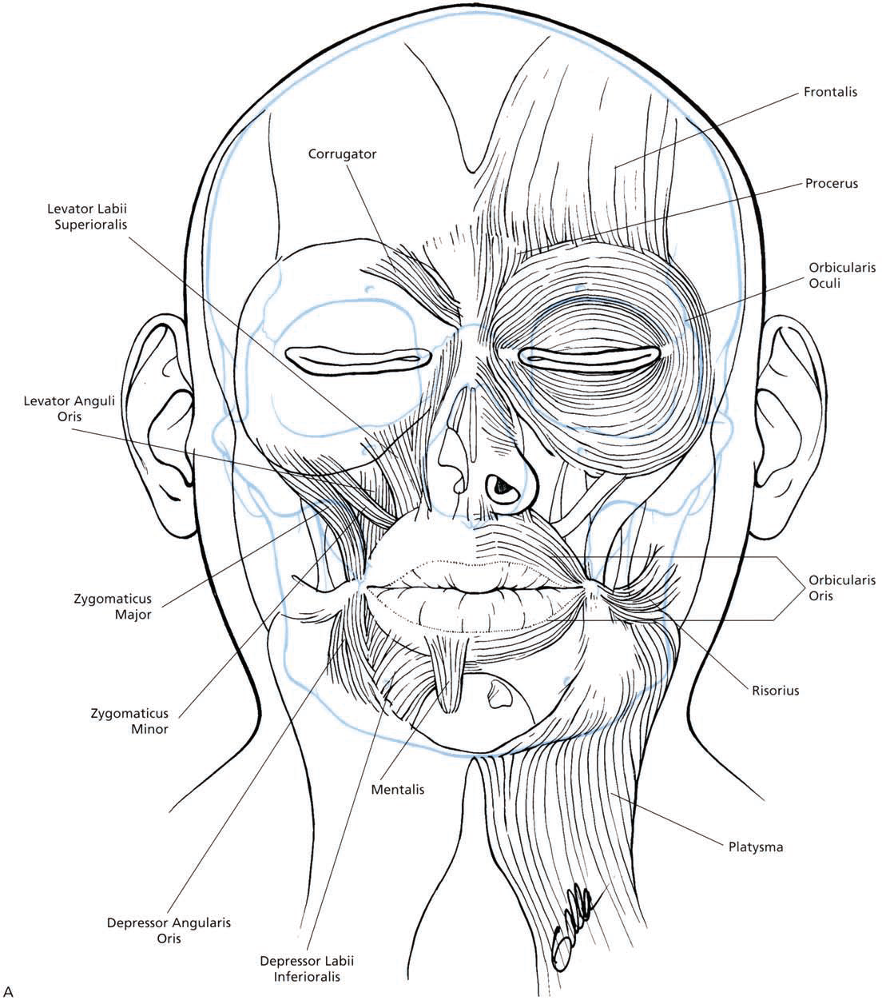 Frontalis
Corrugator
Procerus
Levator Labii
Superioralis
Orbicularis
Oculi
Levator Anguli
Oris
Orbicularis
Oris
Zygomaticus
Major
Risorius
Zygomaticus
Minor
Mentalis
Platysma
Depressor Angularis
Oris
Depressor Labii
Inferioralis
A